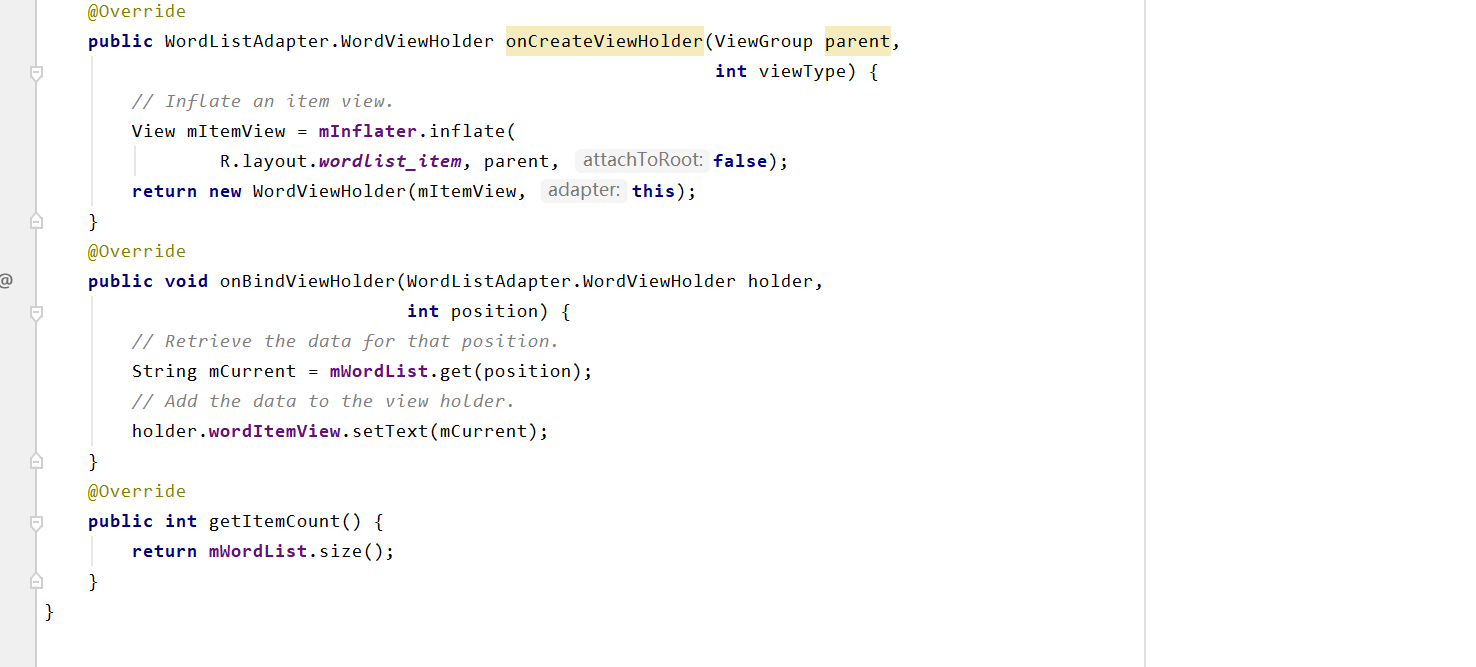 @Override
public WordListAdapter.WordViewHolder onCreateViewHolder(ViewGroup parent,
int viewType) {
// Inflate an item view.
View mItemView = mInflater.inflate(
R.layout.wordlist_item, parent, attachToRoot: false);
return new WordViewHolder(mItemView, adapter: this);
}
@Override
@ public void onBindViewHolder(WordListAdapter.WordViewHolder holder,
int position) {
// Retrieve the data for that position.
String mCurrent = mWordList.get(position);
// Add the data to the view holder.
holder.wordItemView.setText(mCurrent);
}
@Override
public int getItemCount() {
return mWordList.size();
}
}